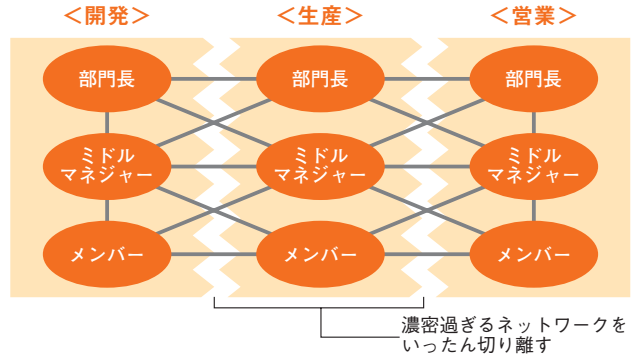 ＜開発＞
＜生産＞
＜営業＞
部門長
部門長
部門長
ミドル
マネジャー
ミドル
マネジャー
ミドル
マネジャー
メンバー
メンバー
メンバー
濃密過ぎるネットワークを
いったん切り離す